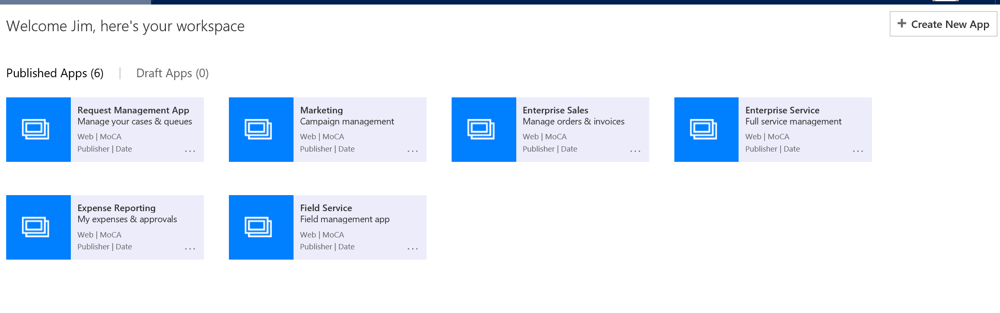 Welcome Jim, here's your workspace
+ Create New App
Published Apps (6) | Draft Apps (0)
Request Management App
Manage your cases & queues
Web | MoCA
Publisher | Date
...
Marketing
Campaign management
Web | MoCA
Publisher | Date
...
Enterprise Sales
Manage orders & invoices
Web | MoCA
Publisher | Date
...
Enterprise Service
Full service management
Web | MoCA
Publisher | Date
...
Expense Reporting
My expenses & approvals
Web | MoCA
Publisher | Date
...
Field Service
Field management app
Web | MoCA
Publisher | Date
...